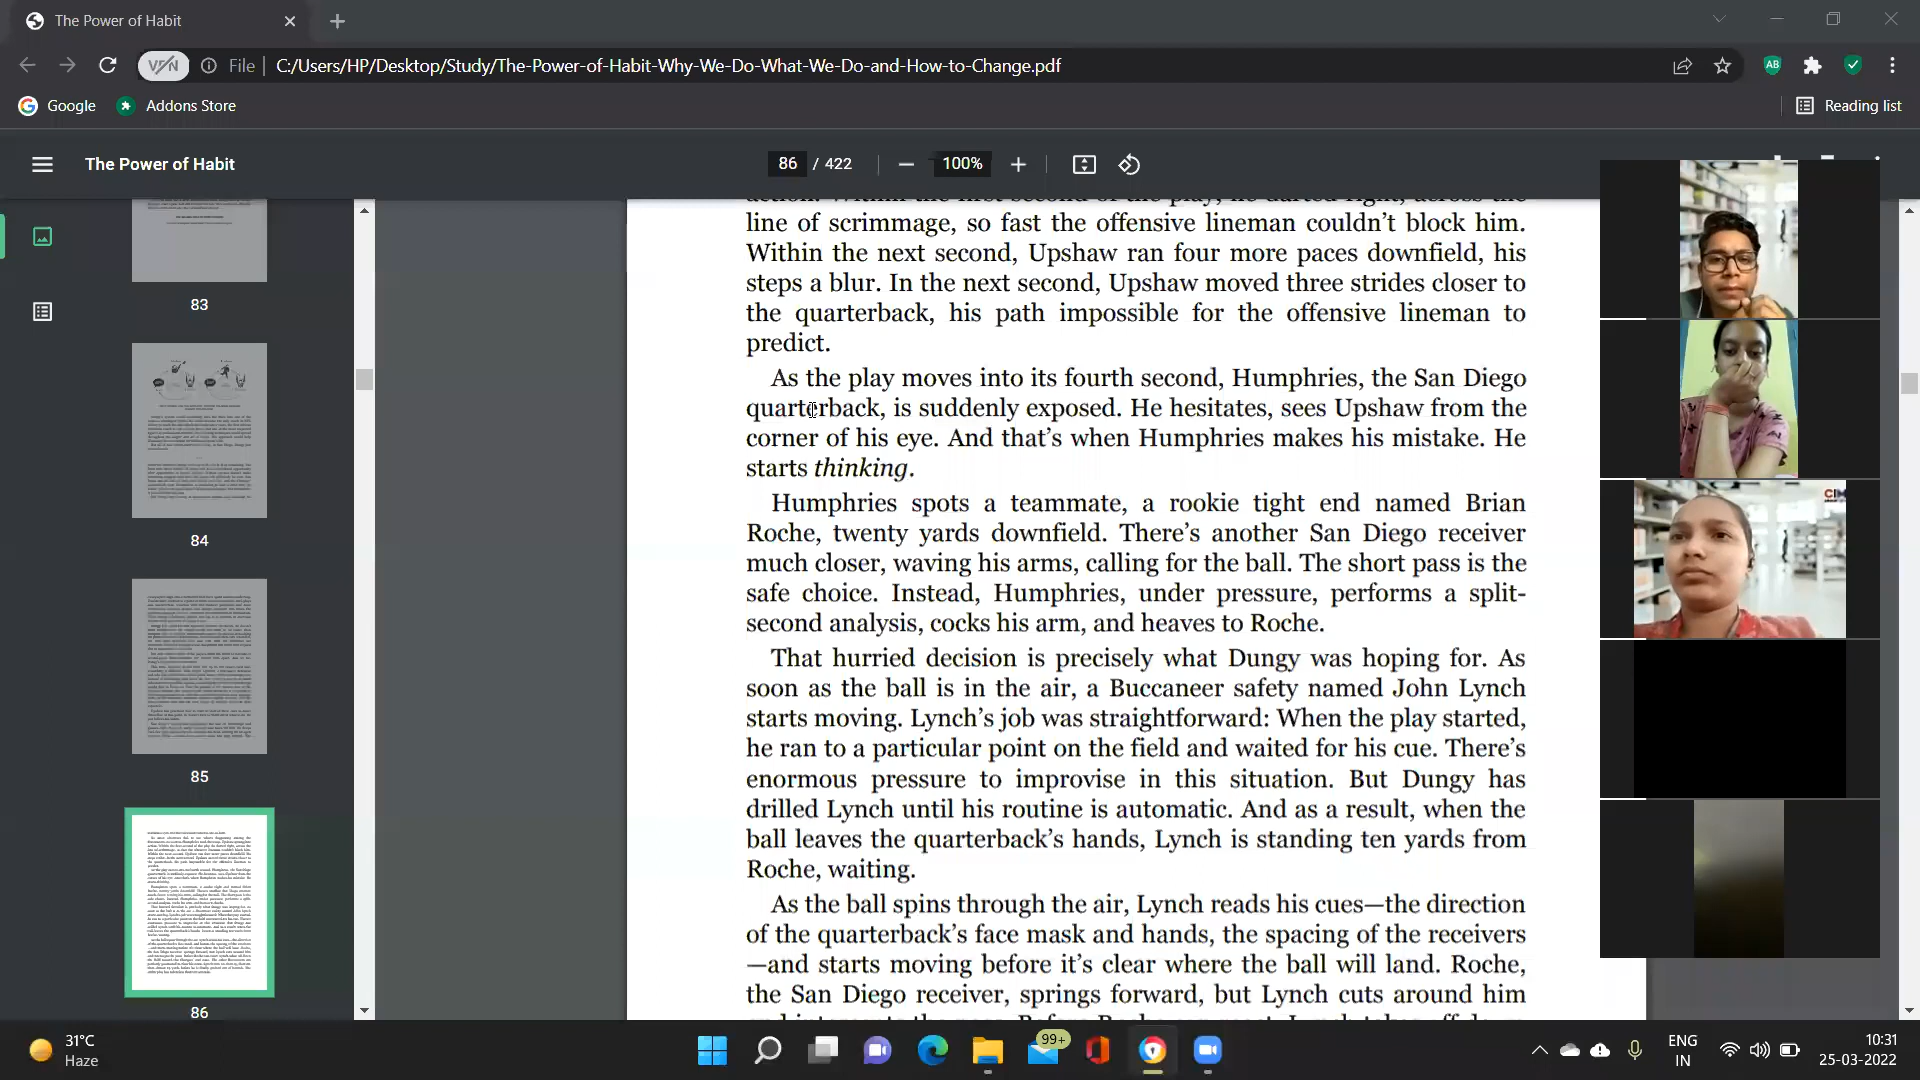 The Power of Habit
VPN
File
C:/Users/HP/Desktop/Study/The-Power-of-Habit-Why-We-Do-What-We-Do-and-How-to-Change.pdf
AB
Google
Addons Store
Reading list
The Power of Habit
86 / 422
100%
83
84
85
86
action. Within the first second of the play, he darted right, across the
line of scrimmage, so fast the offensive lineman couldn’t block him.
Within the next second, Upshaw ran four more paces downfield, his
steps a blur. In the next second, Upshaw moved three strides closer to
the quarterback, his path impossible for the offensive lineman to
predict.
As the play moves into its fourth second, Humphries, the San Diego
quarterback, is suddenly exposed. He hesitates, sees Upshaw from the
corner of his eye. And that’s when Humphries makes his mistake. He
starts thinking.
Humphries spots a teammate, a rookie tight end named Brian
Roche, twenty yards downfield. There’s another San Diego receiver
much closer, waving his arms, calling for the ball. The short pass is the
safe choice. Instead, Humphries, under pressure, performs a split-
second analysis, cocks his arm, and heaves to Roche.
That hurried decision is precisely what Dungy was hoping for. As
soon as the ball is in the air, a Buccaneer safety named John Lynch
starts moving. Lynch’s job was straightforward: When the play started,
he ran to a particular point on the field and waited for his cue. There’s
enormous pressure to improvise in this situation. But Dungy has
drilled Lynch until his routine is automatic. And as a result, when the
ball leaves the quarterback’s hands, Lynch is standing ten yards from
Roche, waiting.
As the ball spins through the air, Lynch reads his cues—the direction
of the quarterback’s face mask and hands, the spacing of the receivers
—and starts moving before it’s clear where the ball will land. Roche,
the San Diego receiver, springs forward, but Lynch cuts around him
31°C
Haze
99+
ENG
IN
10:31
25-03-2022